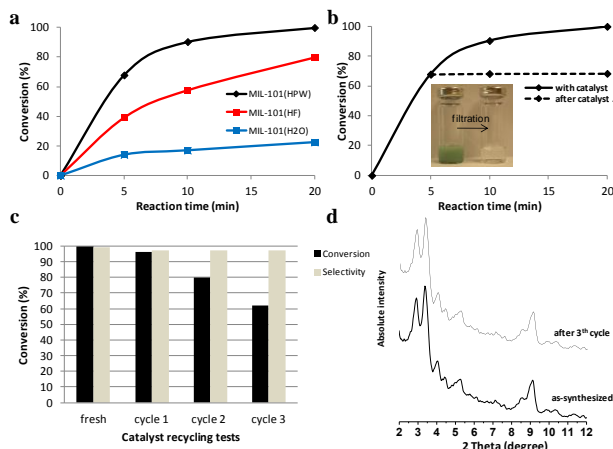 a
100
80
60
40
20
0
Conversion (%)
MIL-101(HPW)
MIL-101(HF)
MIL-101(H2O)
0 5 10 15 20
Reaction time (min)
b
100
80
60
40
20
0
Conversion (%)
filtration
with catalyst
after catalyst
0 5 10 15 20
Reaction time (min)
c
100
90
80
70
60
50
40
30
20
10
0
Conversion (%)
Conversion
Selectivity
fresh cycle 1 cycle 2 cycle 3
Catalyst recycling tests
d
Absolute intensity
after 3th cycle
as-synthesized
2 3 4 5 6 7 8 9 10 11 12
2 Theta (degree)